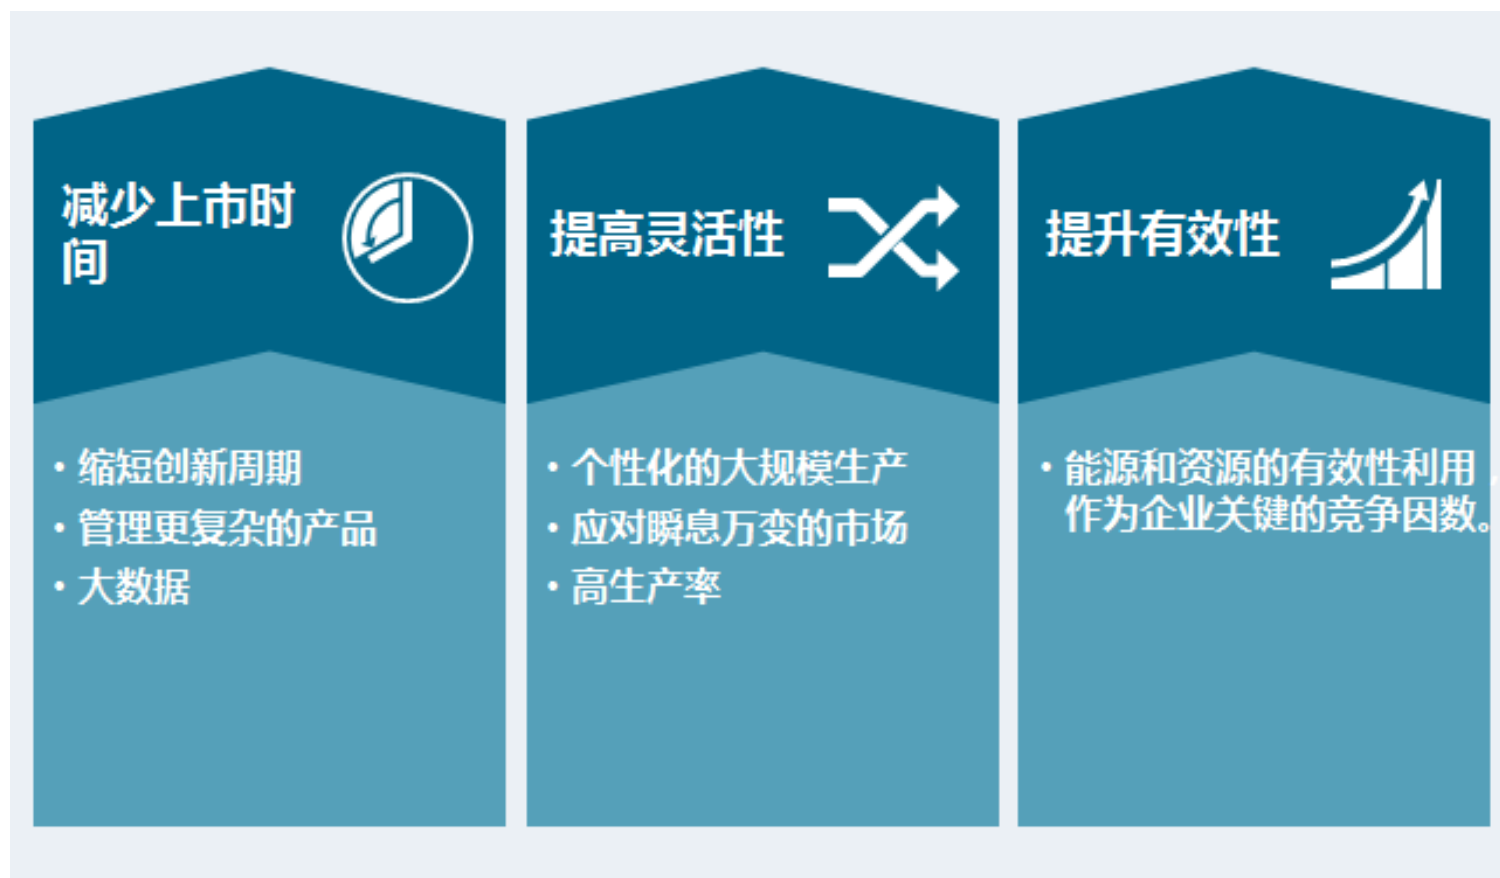 减少上市时
间
• 缩短创新周期
• 管理更复杂的产品
• 大数据
提高灵活性
• 个性化的大规模生产
• 应对瞬息万变的市场
• 高生产率
提升有效性
• 能源和资源的有效性利用，
作为企业关键的竞争因数。